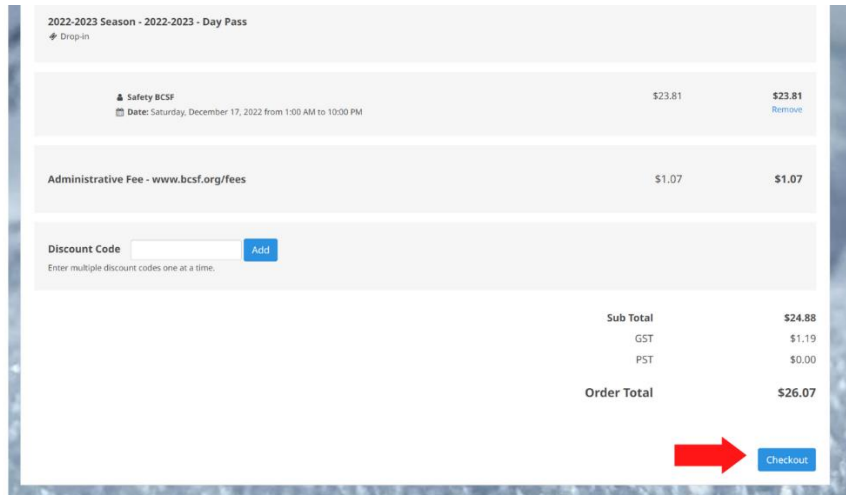 2022-2023 Season - 2022-2023 - Day Pass
Drop-in
Safety BCSF $23.81 $23.81
Date: Saturday, December 17, 2022 from 1:00 AM to 10:00 PM Remove
Administrative Fee - www.bcsf.org/fees $1.07 $1.07
Discount Code Add
Enter multiple discount codes one at a time.
Sub Total $24.88
GST $1.19
PST $0.00
Order Total $26.07
Checkout